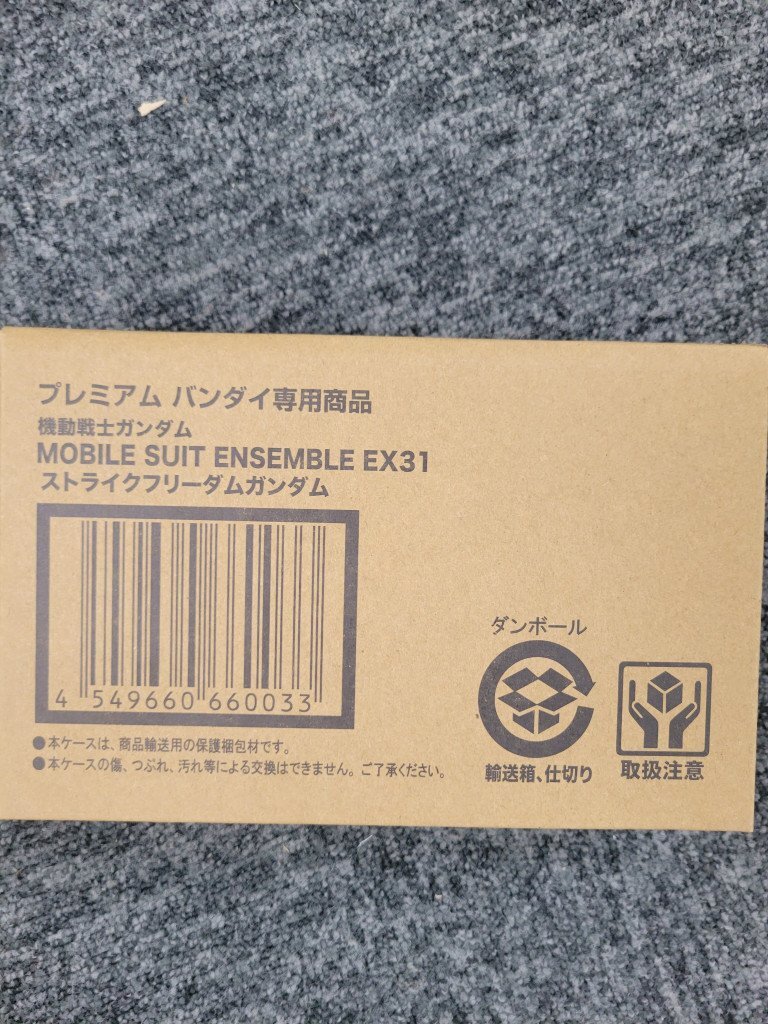 プレミアム バンダイ専用商品
機動戦士ガンダム
MOBILE SUIT ENSEMBLE EX31
ストライクフリーダムガンダム
4 549660 660033
●本ケースは、商品輸送用の保護梱包材です。
●本ケースの傷、つぶれ、汚れ等による交換はできません。ご了承ください。
ダンボール
輸送箱、仕切り
取扱注意